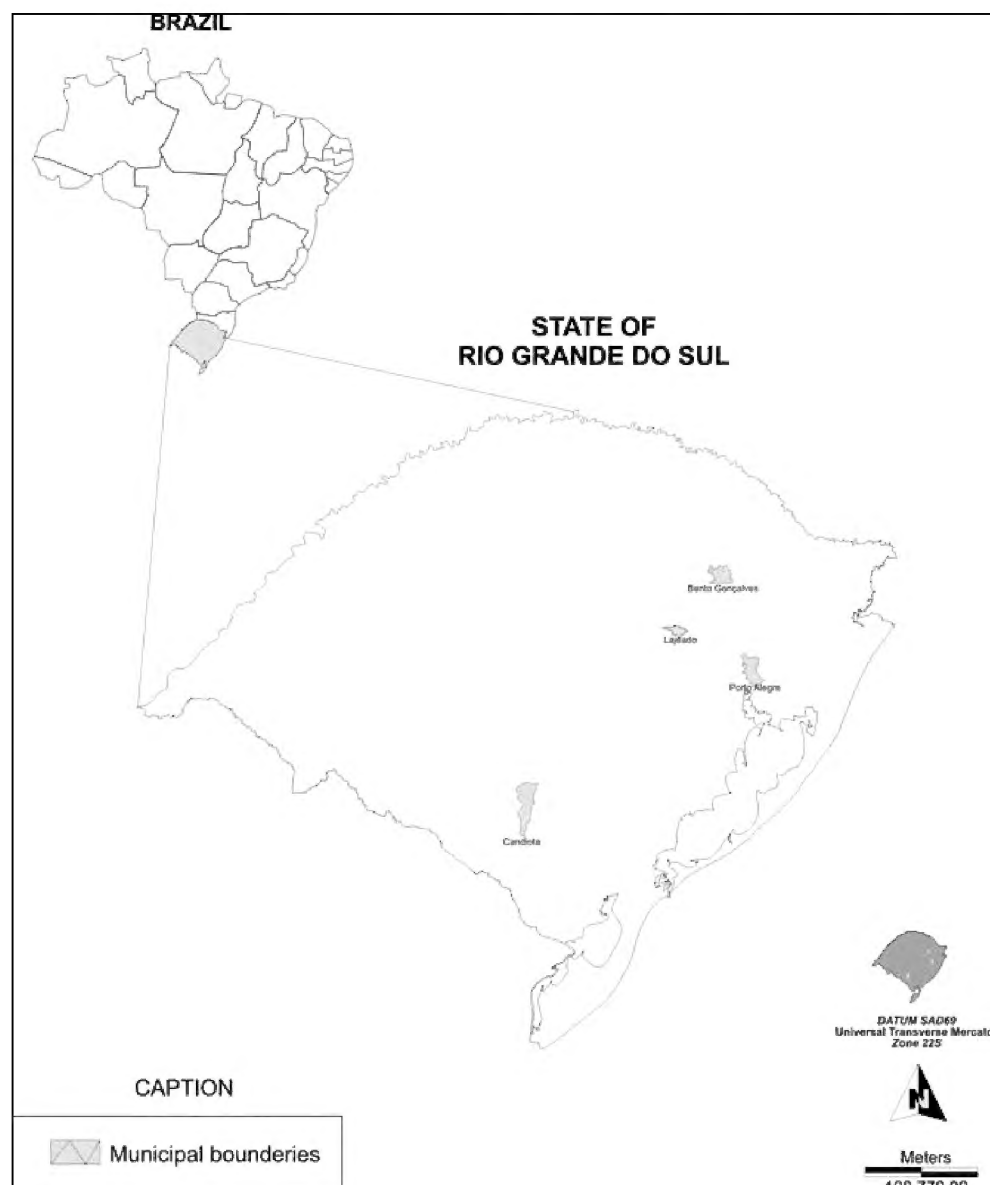 BRAZIL
STATE OF
RIO GRANDE DO SUL
Bento Gonçalves
Lajeado
Porto Alegre
Candiota
DATUM SAD69
Universal Transverse Mercato
Zone 22S
Meters
CAPTION
Municipal bounderies